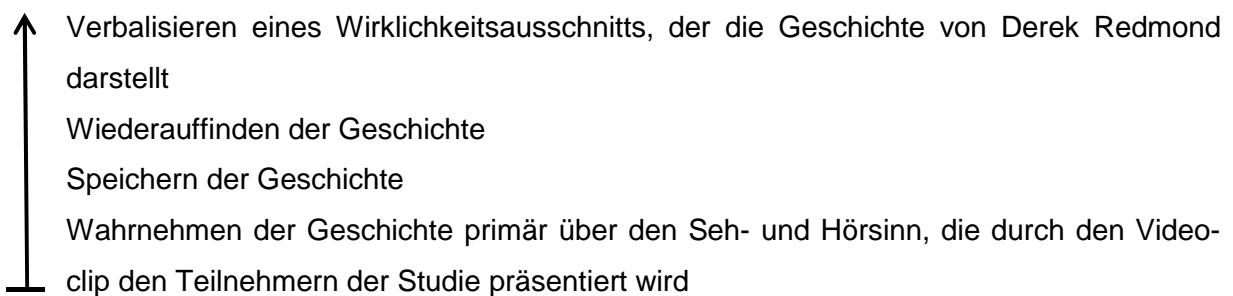 Verbalisieren eines Wirklichkeitsausschnitts, der die Geschichte von Derek Redmond
darstellt
Wiederauffinden der Geschichte
Speichern der Geschichte
Wahrnehmen der Geschichte primär über den Seh- und Hörsinn, die durch den Video-
clip den Teilnehmern der Studie präsentiert wird